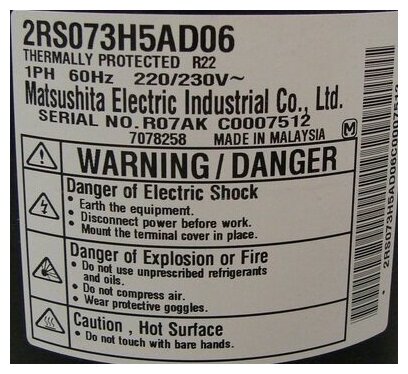 2RS073H5AD06
THERMALLY PROTECTED R22
1PH 60Hz 220/230V~
Matsushita Electric Industrial Co., Ltd.
SERIAL NO. R07AK C0007512
7078258 MADE IN MALAYSIA M
WARNING / DANGER
Danger of Electric Shock
• Earth the equipment.
• Disconnect power before work.
• Mount the terminal cover in place.
Danger of Explosion or Fire
• Do not use unprescribed refrigerants
and oils.
• Do not compress air.
• Wear protective goggles.
Caution , Hot Surface
• Do not touch with bare hands.
2RS073H5AD06C0007512